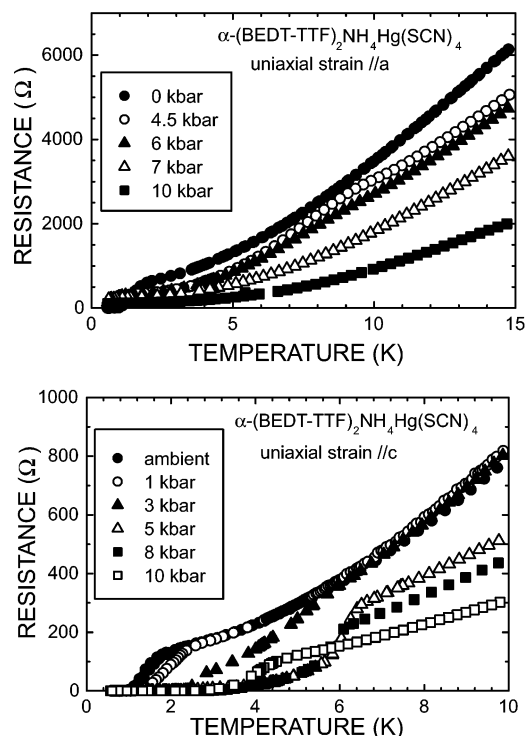 α-(BEDT-TTF)₂NH₄Hg(SCN)₄
uniaxial strain //a
0 kbar
4.5 kbar
6 kbar
7 kbar
10 kbar
RESISTANCE (Ω)
6000
4000
2000
0
0 5 10 15
TEMPERATURE (K)
α-(BEDT-TTF)₂NH₄Hg(SCN)₄
uniaxial strain //c
ambient
1 kbar
3 kbar
5 kbar
8 kbar
10 kbar
RESISTANCE (Ω)
1000
800
600
400
200
0
0 2 4 6 8 10
TEMPERATURE (K)